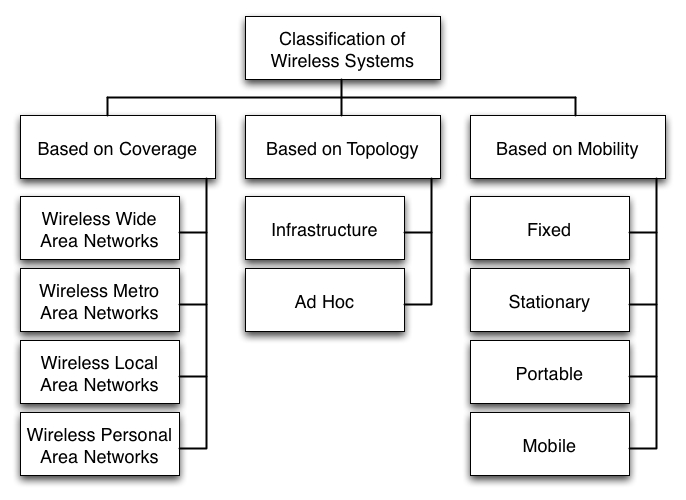 Classification of
Wireless Systems
Based on Coverage
Based on Topology
Based on Mobility
Wireless Wide
Area Networks
Wireless Metro
Area Networks
Wireless Local
Area Networks
Wireless Personal
Area Networks
Infrastructure
Ad Hoc
Fixed
Stationary
Portable
Mobile